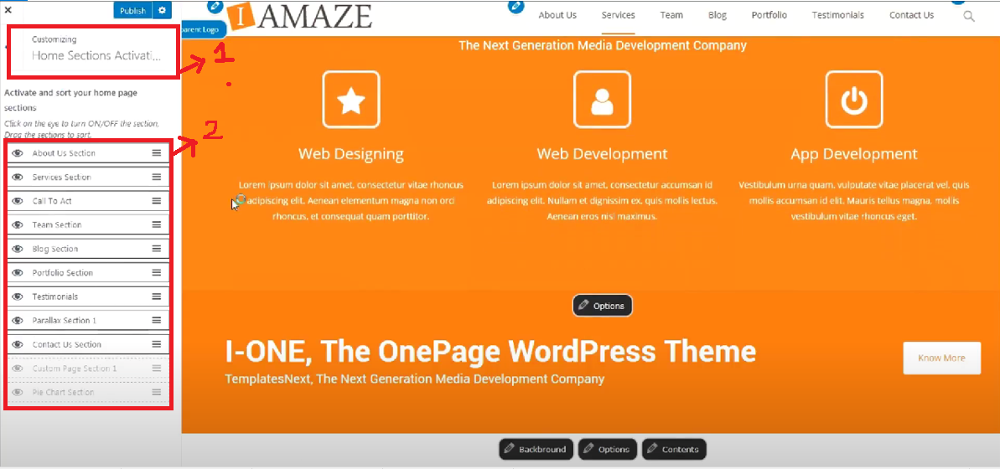 Publish
Customizing
Home Sections Activati...
1
.
Activate and sort your home page
sections
Click on the eye to turn ON/OFF the section.
Drag the sections to sort.
2
About Us Section
Services Section
Call To Act
Team Section
Blog Section
Portfolio Section
Testimonials
Parallax Section 1
Contact Us Section
Custom Page Section 1
Pie Chart Section
parent Logo
I AMAZE
About Us Services Team Blog Portfolio Testimonials Contact Us
The Next Generation Media Development Company
Web Designing
Lorem ipsum dolor sit amet, consectetur vitae rhoncus
adipiscing elit. Aenean elementum magna non orci
rhoncus, et consequat quam porttitor.
Web Development
Lorem ipsum dolor sit amet, consectetur accumsan id
adipiscing elit. Nullam et dignissim ex, quis mollis lectus.
Aenean eros nisl maximus.
App Development
Vestibulum urna quam, vulputate vitae placerat vel, quis
mollis accumsan id elit. Mauris tellus magna, mollis
vestibulum vitae rhoncus eget.
Options
I-ONE, The OnePage WordPress Theme
TemplatesNext, The Next Generation Media Development Company
Know More
Backbround
Options
Contents